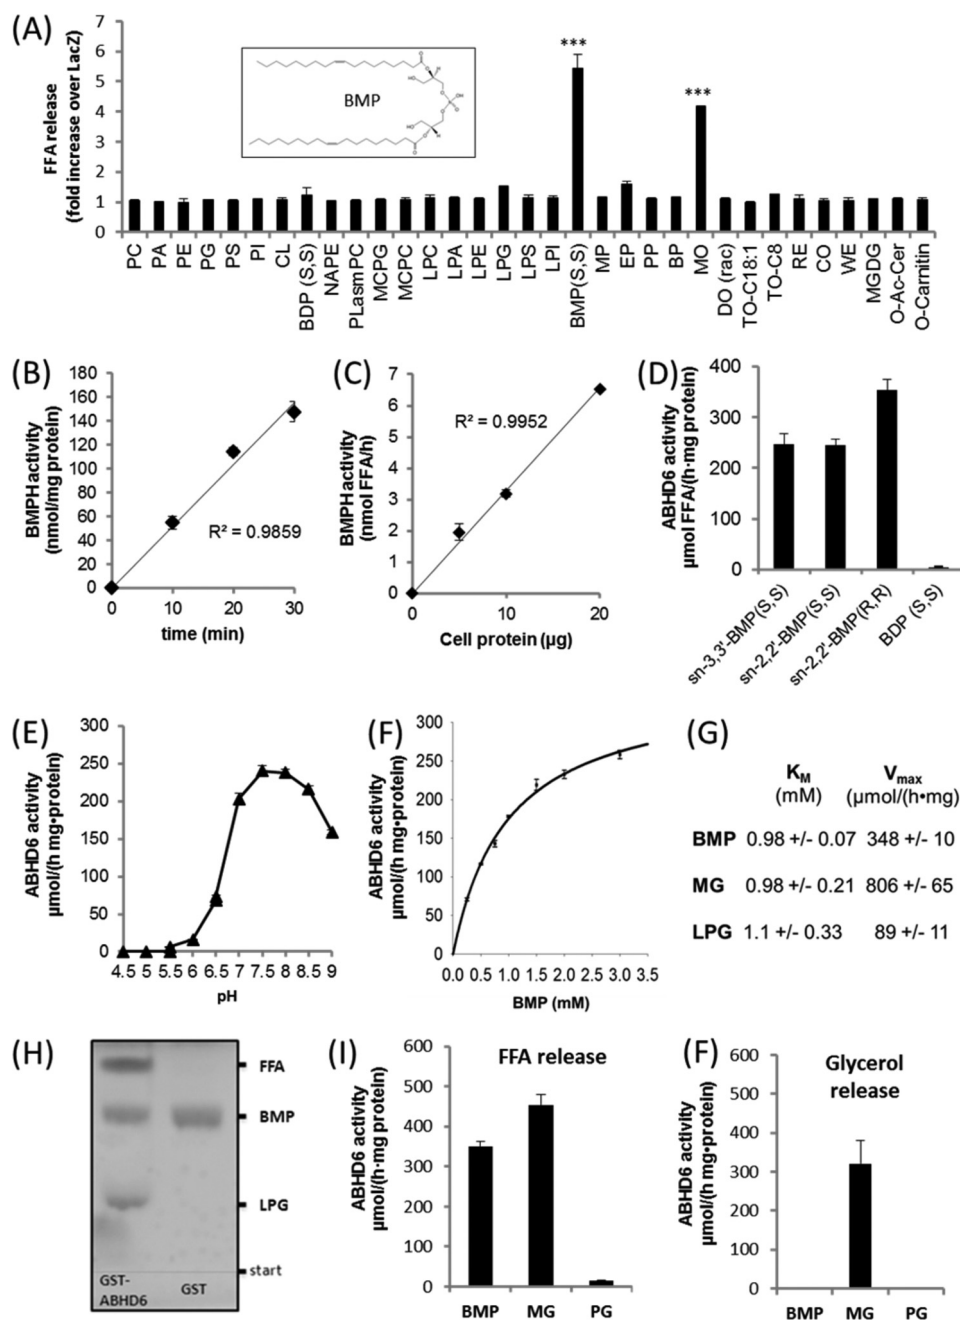 (A)
FFA release
(fold increase over LacZ)
7
6
5
4
3
2
1
0
***
***
BMP
HO
H
O
OH
O
HO
H
O
PC
PA
PE
PG
PS
PI
CL
BDP (S,S)
NAPE
PLasmPC
MCPG
MCPC
LPC
LPA
LPE
LPG
LPS
LPI
BMP(S,S)
MP
EP
PP
BP
MO
DO (rac)
TO-C18:1
TO-C8
RE
CO
WE
MGDG
O-Ac-Cer
O-Carnitin
(B)
BMPH activity
(nmol/mg protein)
180
160
140
120
100
80
60
40
20
0
R² = 0.9859
0 10 20 30
time (min)
(C)
BMPH activity
(nmol FFA/h)
7
6
5
4
3
2
1
0
R² = 0.9952
0 10 20
Cell protein (µg)
(D)
ABHD6 activity
µmol FFA/(h·mg protein)
400
300
200
100
0
sn-3,3'-BMP(S,S)
sn-2,2'-BMP(S,S)
sn-2,2'-BMP(R,R)
BDP (S,S)
(E)
ABHD6 activity
µmol/(h mg•protein)
300
250
200
150
100
50
0
4.5 5 5.5 6 6.5 7 7.5 8 8.5 9
pH
(F)
ABHD6 activity
µmol/(h mg•protein)
300
250
200
150
100
50
0
0.0 0.5 1.0 1.5 2.0 2.5 3.0 3.5
BMP (mM)
(G)
KM Vmax
(mM) (µmol/(h•mg)
BMP 0.98 +/- 0.07 348 +/- 10
MG 0.98 +/- 0.21 806 +/- 65
LPG 1.1 +/- 0.33 89 +/- 11
(H)
FFA
BMP
LPG
start
GST-
ABHD6
GST
(I)
FFA release
ABHD6 activity
µmol/(h·mg protein)
600
500
400
300
200
100
0
BMP MG PG
(F)
Glycerol
release
ABHD6 activity
µmol/(h mg•protein)
600
500
400
300
200
100
0
BMP MG PG